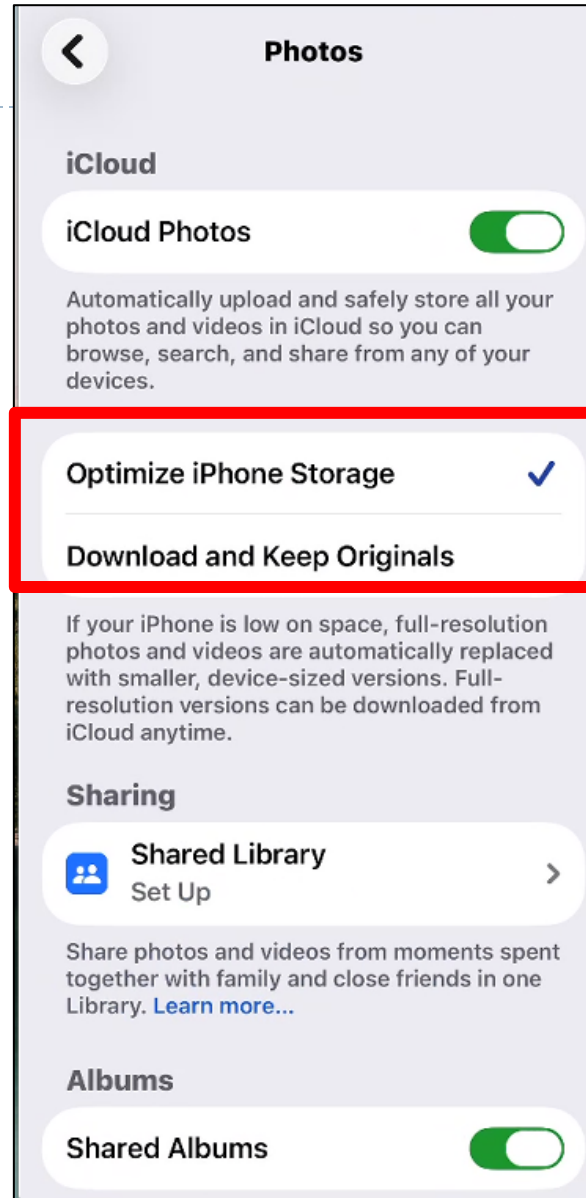 Photos
iCloud
iCloud Photos
Automatically upload and safely store all your
photos and videos in iCloud so you can
browse, search, and share from any of your
devices.
Optimize iPhone Storage
Download and Keep Originals
If your iPhone is low on space, full-resolution
photos and videos are automatically replaced
with smaller, device-sized versions. Full-
resolution versions can be downloaded from
iCloud anytime.
Sharing
Shared Library
Set Up
Share photos and videos from moments spent
together with family and close friends in one
Library. Learn more...
Albums
Shared Albums